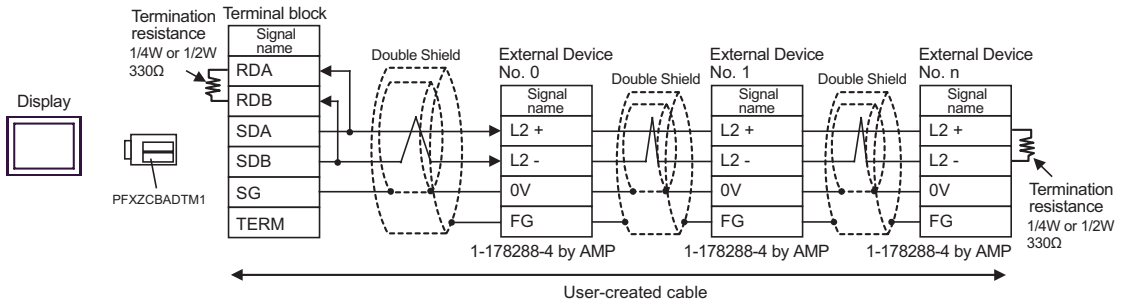 Display
PFXZCBADTM1
Termination
resistance
1/4W or 1/2W
330Ω
Terminal block
Signal
name
RDA
RDB
SDA
SDB
SG
TERM
Double Shield
External Device
No. 0
Signal
name
L2 +
L2 -
0V
FG
1-178288-4 by AMP
Double Shield
External Device
No. 1
Signal
name
L2 +
L2 -
0V
FG
1-178288-4 by AMP
Double Shield
External Device
No. n
Signal
name
L2 +
L2 -
0V
FG
1-178288-4 by AMP
Termination
resistance
1/4W or 1/2W
330Ω
User-created cable